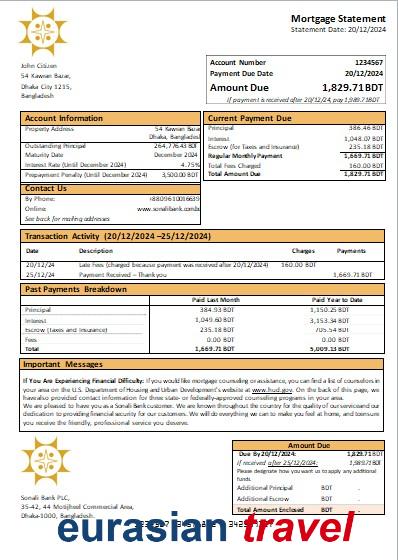 Mortgage Statement
Statement Date: 20/12/2024
John Citizen
54 Kawran Bazar,
Dhaka City 1215,
Bangladesh
Account Number 1234567
Payment Due Date 20/12/2024
Amount Due 1,829.71BDT
If payment is received after 20/12/24, pay 1,989.71BDT
Account Information
Property Address 54 Kawran Bazar
Dhaka, Bangladesh
Outstanding Principal 264,776.43 BDT
Maturity Date December 2024
Interest Rate (Until December 2024) 4.75%
Prepayment Penalty (Until December 2024) 3,500.00 BDT
Contact Us
By Phone: +8809610016639
Online: www.sonalibank.com.b
See back for mailing addresses
Current Payment Due
Principal 386.46 BDT
Interest 1,048.07 BDT
Escrow (for Taxes and Insurance) 235.18 BDT
Regular Monthly Payment 1,669.71 BDT
Total Fees Charged 160.00 BDT
Total Amount Due 1,829.71 BDT
Transaction Activity (20/12/2024 –25/12/2024)
Date Description Charges Payments
20/12/24 Late Fees (charged because payment was received after 20/12/2024) 160.00 BDT
25/12/24 Payment Received – Thank you 1,669.71 BDT
Past Payments Breakdown
Paid Last Month Paid Year to Date
Principal 384.93 BDT 1,150.25 BDT
Interest 1,049.60 BDT 3,153.34 BDT
Escrow (Taxes and Insurance) 235.18 BDT 705.54 BDT
Fees 0.00 BDT 0.00 BDT
Total 1,669.71 BDT 5,009.13 BDT
Important Messages
If You Are Experiencing Financial Difficulty: If you would like mortgage counseling or assistance, you can find a list of counselors in
your area on the U.S. Department of Housing and Urban Development's website at www.hud.gov. On the back of this page, we
have also provided contact information for three state- or federally-approved counseling programs in your area.
We are pleased to have you as a Sonali Bank customer. We are known throughout the country for the quality of our service and our
dedication to providing financial security for our customers. We will do everything we can to make you feel at home, and to ensure
you receive the friendly, professional service you deserve.
Sonali Bank PLC,
35-42, 44 Motijheel Commercial Area,
Dhaka-1000, Bangladesh.
Amount Due
Due By 20/12/2024: 1,829.71 BDT
If received after 25/12/2024: 1,989.71 BDT
Please designate how you want us to apply any additional
funds.
Additional Principal BDT .
Additional Escrow BDT .
Total Amount Enclosed BDT .
eurasian travel